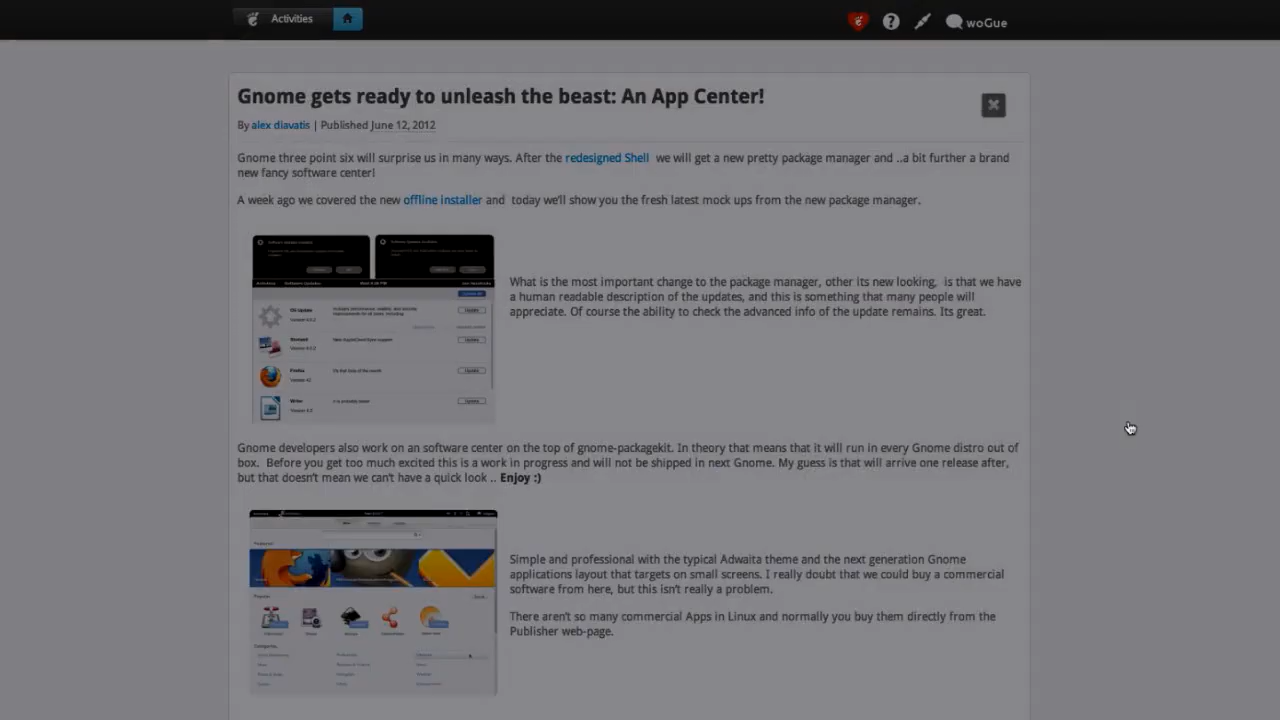 Activities
woGue
Gnome gets ready to unleash the beast: An App Center!
By alex diavatis | Published June 12, 2012
Gnome three point six will surprise us in many ways. After the redesigned Shell we will get a new pretty package manager and ..a bit further a brand
new fancy software center!
A week ago we covered the new offline installer and today we'll show you the fresh latest mock ups from the new package manager.
What is the most important change to the package manager, other its new looking, is that we have
a human readable description of the updates, and this is something that many people will
appreciate. Of course the ability to check the advanced info of the update remains. Its great.
OS Update
Update
Update
Firefox
Update
Writer
Update
Gnome developers also work on an software center on the top of gnome-packagekit. In theory that means that it will run in every Gnome distro out of
box. Before you get too much excited this is a work in progress and will not be shipped in next Gnome. My guess is that will arrive one release after,
but that doesn't mean we can't have a quick look .. Enjoy :)
Simple and professional with the typical Adwaita theme and the next generation Gnome
applications layout that targets on small screens. I really doubt that we could buy a commercial
software from here, but this isn't really a problem.
There aren't so many commercial Apps in Linux and normally you buy them directly from the
Publisher web-page.